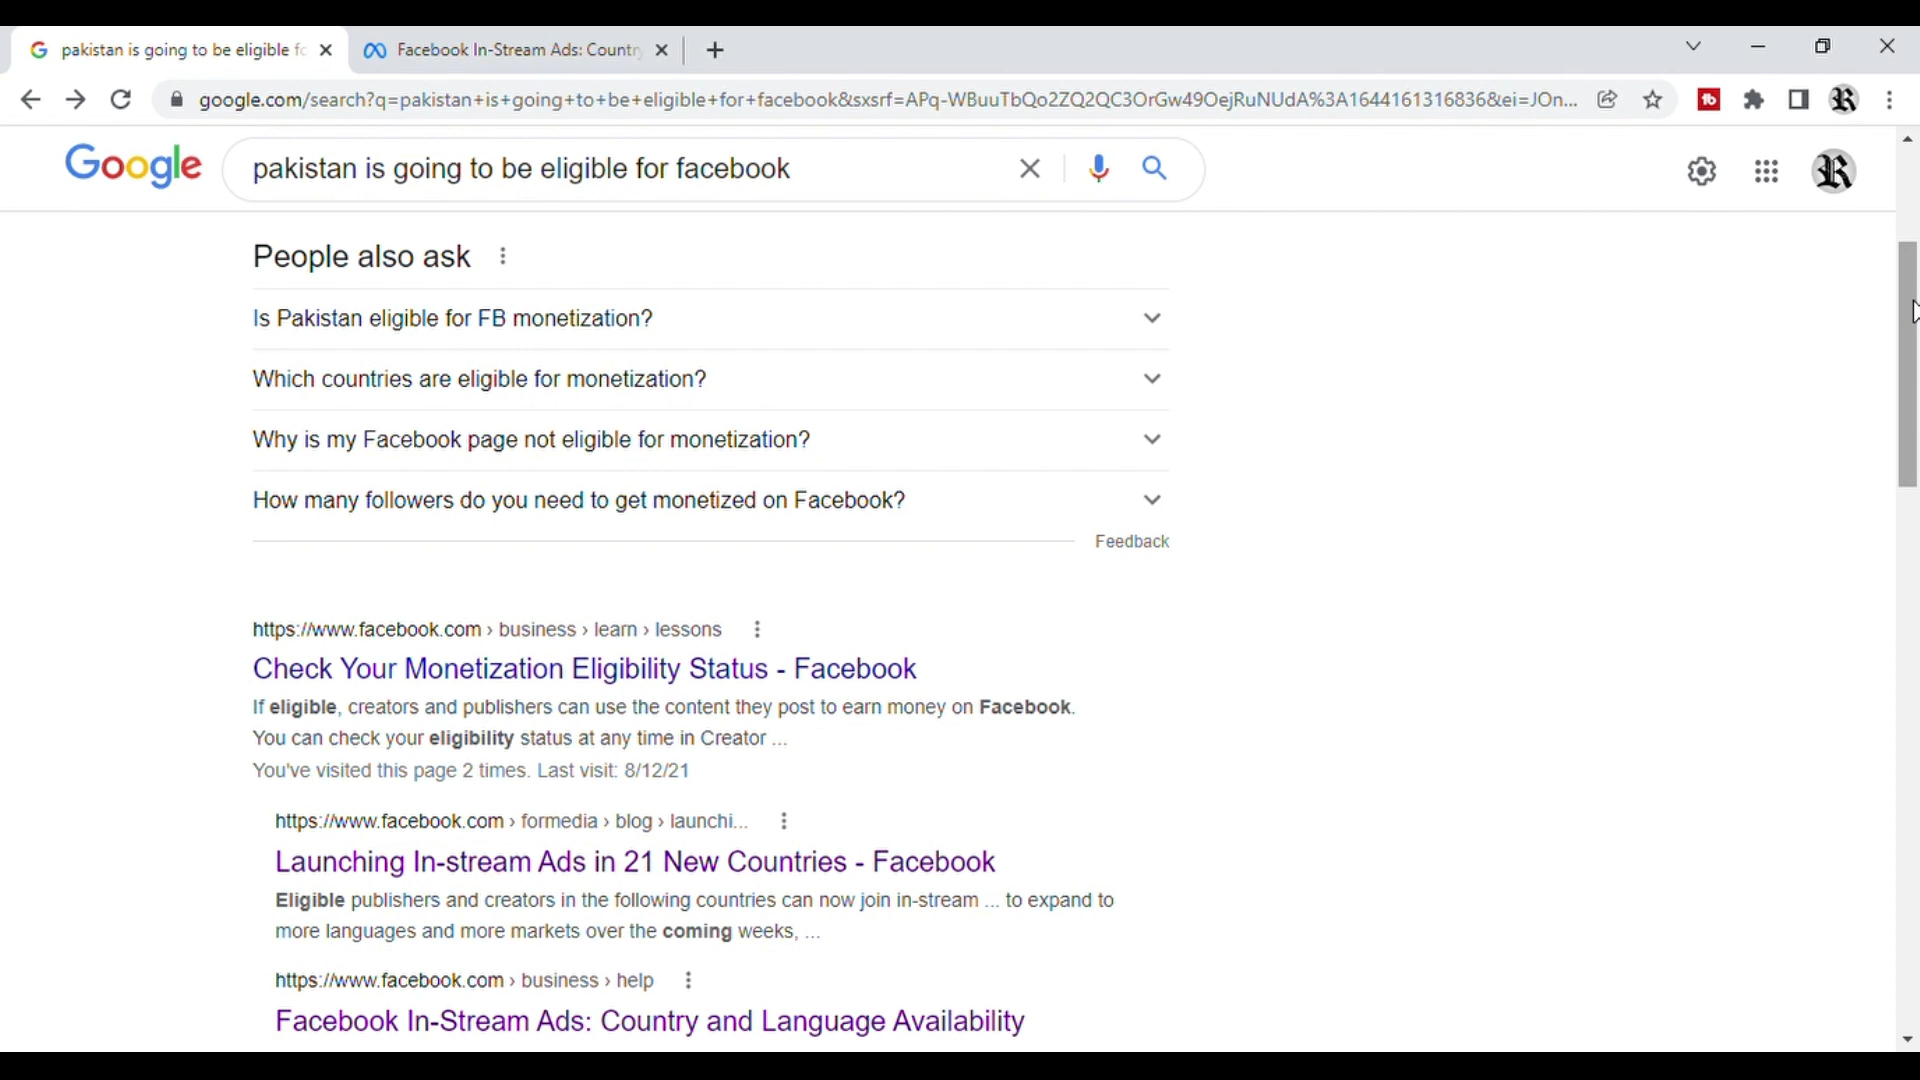 pakistan is going to be eligible fo
Facebook In-Stream Ads: Countr
google.com/search?q=pakistan+is+going+to+be+eligible+for+facebook&sxsrf=APq-WBuuTbQo2ZQ2QC3OrGw49OejRuNUdA%3A1644161316836&ei=JOn...
Google
pakistan is going to be eligible for facebook
People also ask
Is Pakistan eligible for FB monetization?
Which countries are eligible for monetization?
Why is my Facebook page not eligible for monetization?
How many followers do you need to get monetized on Facebook?
Feedback
https://www.facebook.com › business › learn › lessons
Check Your Monetization Eligibility Status - Facebook
If eligible, creators and publishers can use the content they post to earn money on Facebook.
You can check your eligibility status at any time in Creator ...
You've visited this page 2 times. Last visit: 8/12/21
https://www.facebook.com › formedia › blog › launchi...
Launching In-stream Ads in 21 New Countries - Facebook
Eligible publishers and creators in the following countries can now join in-stream ... to expand to
more languages and more markets over the coming weeks, ...
https://www.facebook.com › business › help
Facebook In-Stream Ads: Country and Language Availability